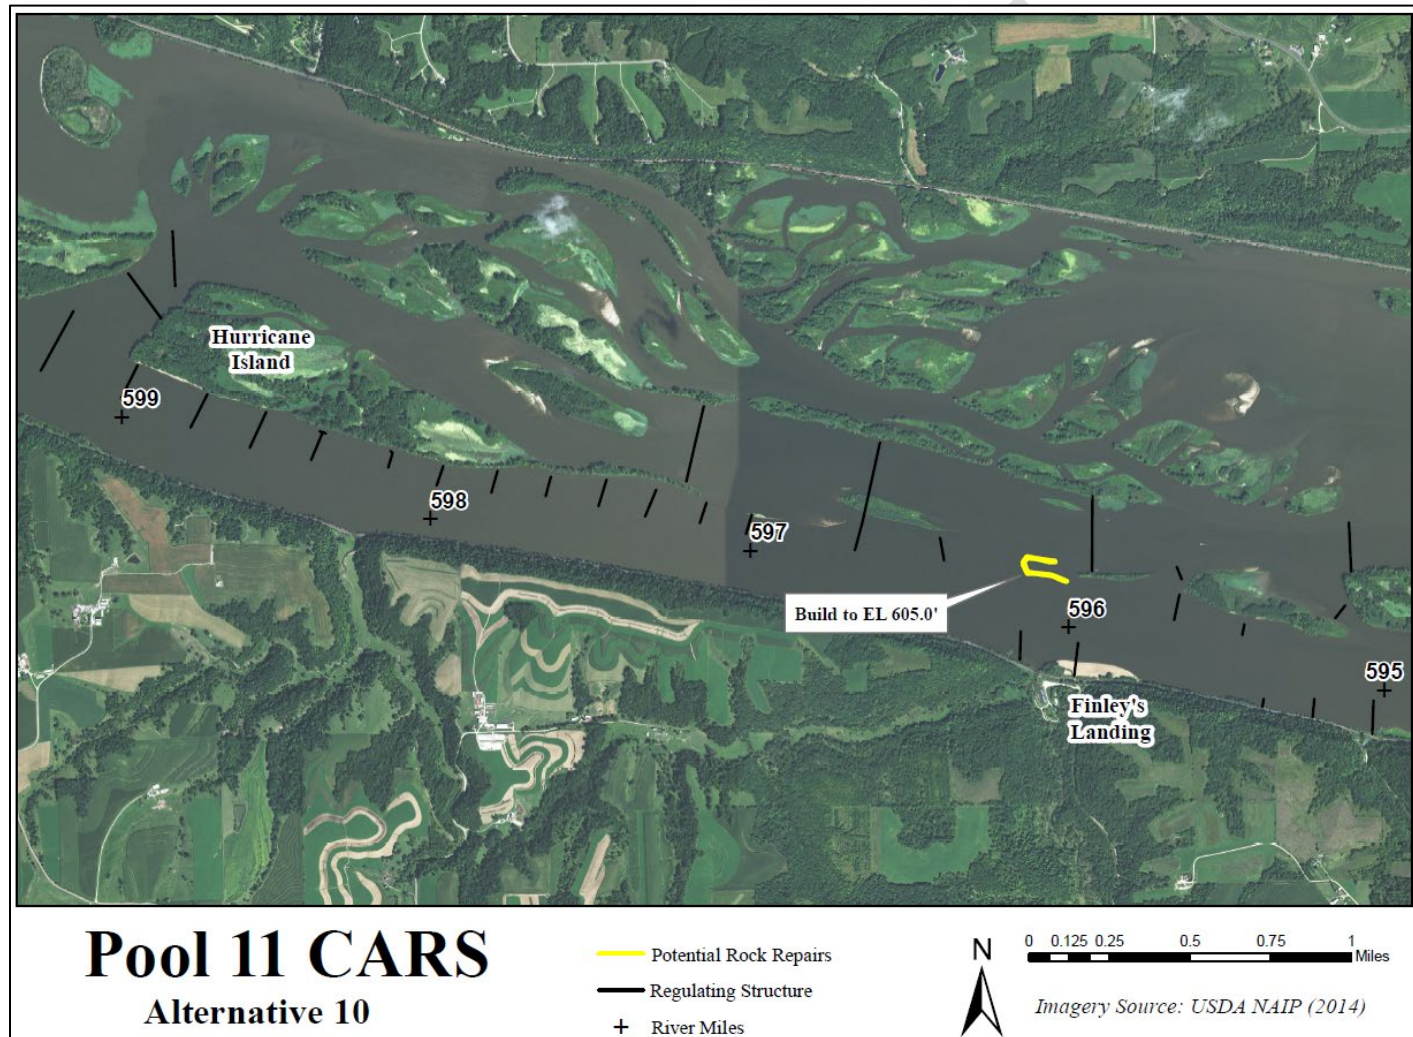 Hurricane
Island
599
598
597
Build to EL 605.0'
596
595
Finley's
Landing
Pool 11 CARS
Alternative 10
Potential Rock Repairs
Regulating Structure
River Miles
N
0 0.125 0.25 0.5 0.75 1
Miles
Imagery Source: USDA NAIP (2014)